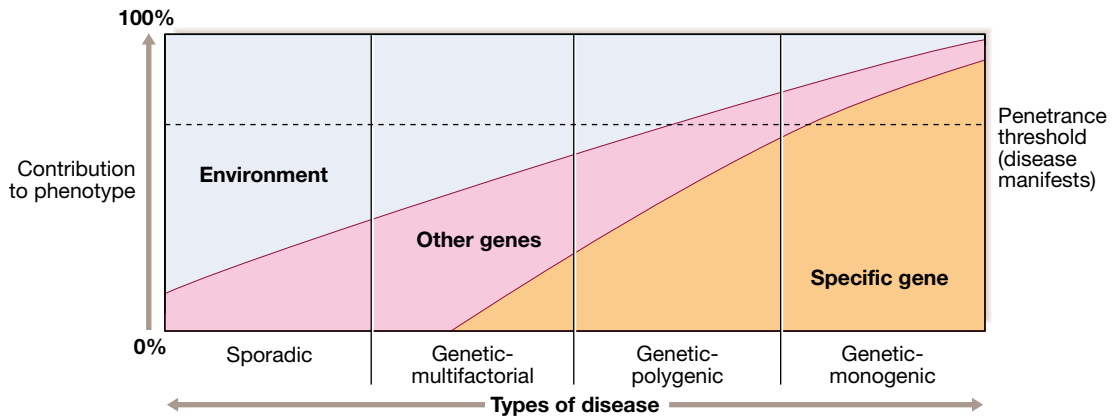 100%
Contribution
to phenotype
Environment
Other genes
Specific gene
Penetrance
threshold
(disease
manifests)
0%
Sporadic
Genetic-
multifactorial
Genetic-
polygenic
Genetic-
monogenic
Types of disease